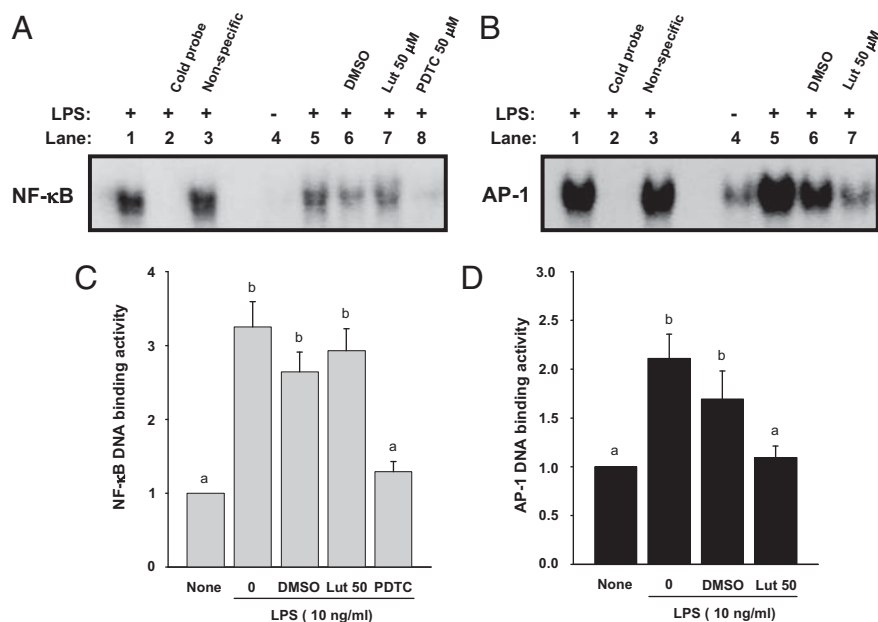 A
Cold probe
Non-specific
DMSO
Lut 50 μM
PDTC 50 μM
LPS: + + + - + + + +
Lane: 1 2 3 4 5 6 7 8
NF-κB
B
Cold probe
Non-specific
DMSO
Lut 50 μM
LPS: + + + - + + +
Lane: 1 2 3 4 5 6 7
AP-1
C
NF-κB DNA binding activity
4
3
2
1
0
a
b
b
b
a
None 0 DMSO Lut 50 PDTC
LPS ( 10 ng/ml)
D
AP-1 DNA binding activity
3.0
2.5
2.0
1.5
1.0
0.5
0.0
a
b
b
a
None 0 DMSO Lut 50
LPS ( 10 ng/ml)